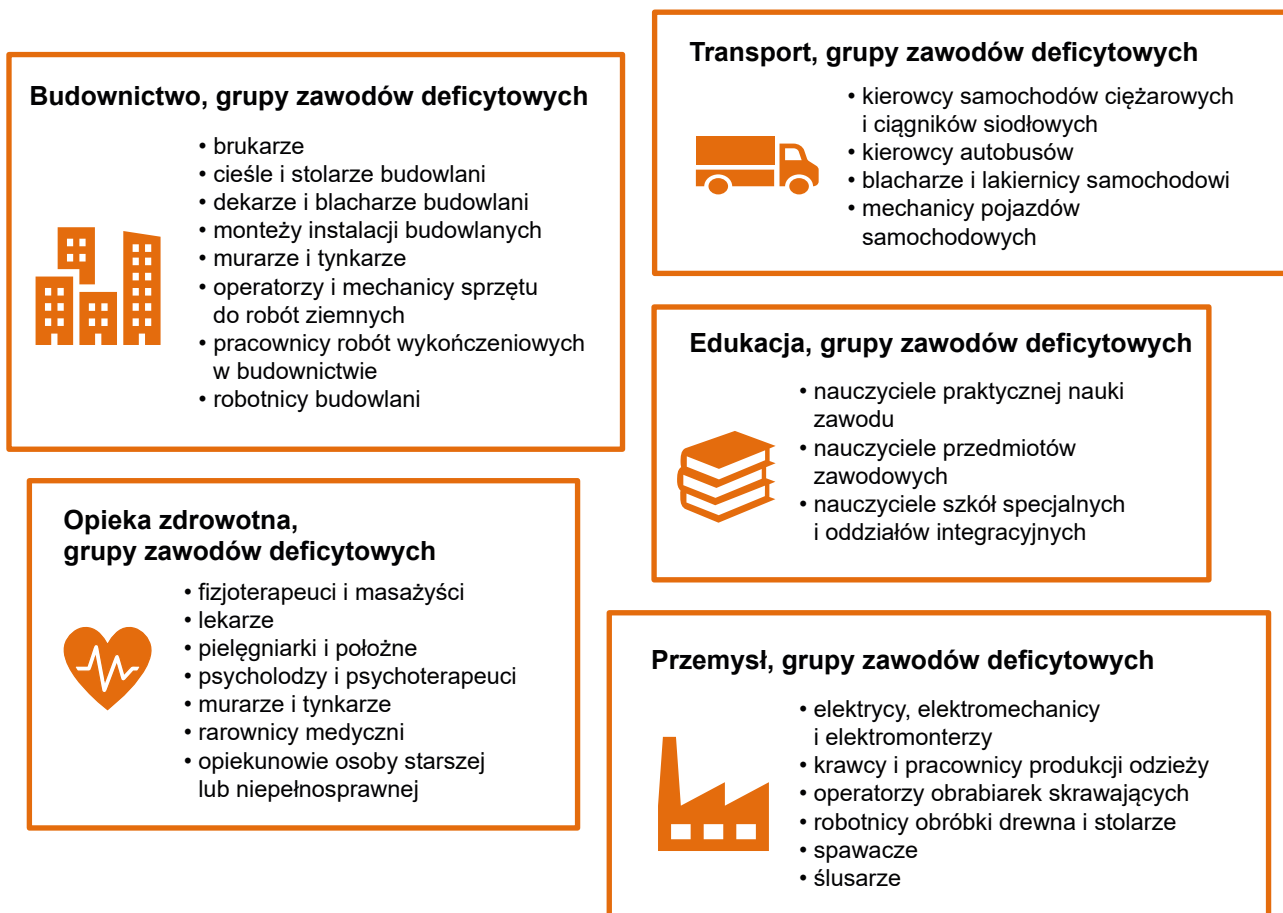 Budownictwo, grupy zawodów deficytowych
• brukarze
• cieśle i stolarze budowlani
• dekarze i blacharze budowlani
• monteży instalacji budowlanych
• murarze i tynkarze
• operatorzy i mechanicy sprzętu
do robót ziemnych
• pracownicy robót wykończeniowych
w budownictwie
• robotnicy budowlani
Transport, grupy zawodów deficytowych
• kierowcy samochodów ciężarowych
i ciągników siodłowych
• kierowcy autobusów
• blacharze i lakiernicy samochodowi
• mechanicy pojazdów
samochodowych
Edukacja, grupy zawodów deficytowych
• nauczyciele praktycznej nauki
zawodu
• nauczyciele przedmiotów
zawodowych
• nauczyciele szkół specjalnych
i oddziałów integracyjnych
Opieka zdrowotna,
grupy zawodów deficytowych
• fizjoterapeuci i masażyści
• lekarze
• pielęgniarki i położne
• psycholodzy i psychoterapeuci
• murarze i tynkarze
• rarownicy medyczni
• opiekunowie osoby starszej
lub niepełnosprawnej
Przemysł, grupy zawodów deficytowych
• elektrycy, elektromechanicy
i elektromonterzy
• krawcy i pracownicy produkcji odzieży
• operatorzy obrabiarek skrawających
• robotnicy obróbki drewna i stolarze
• spawacze
• ślusarze